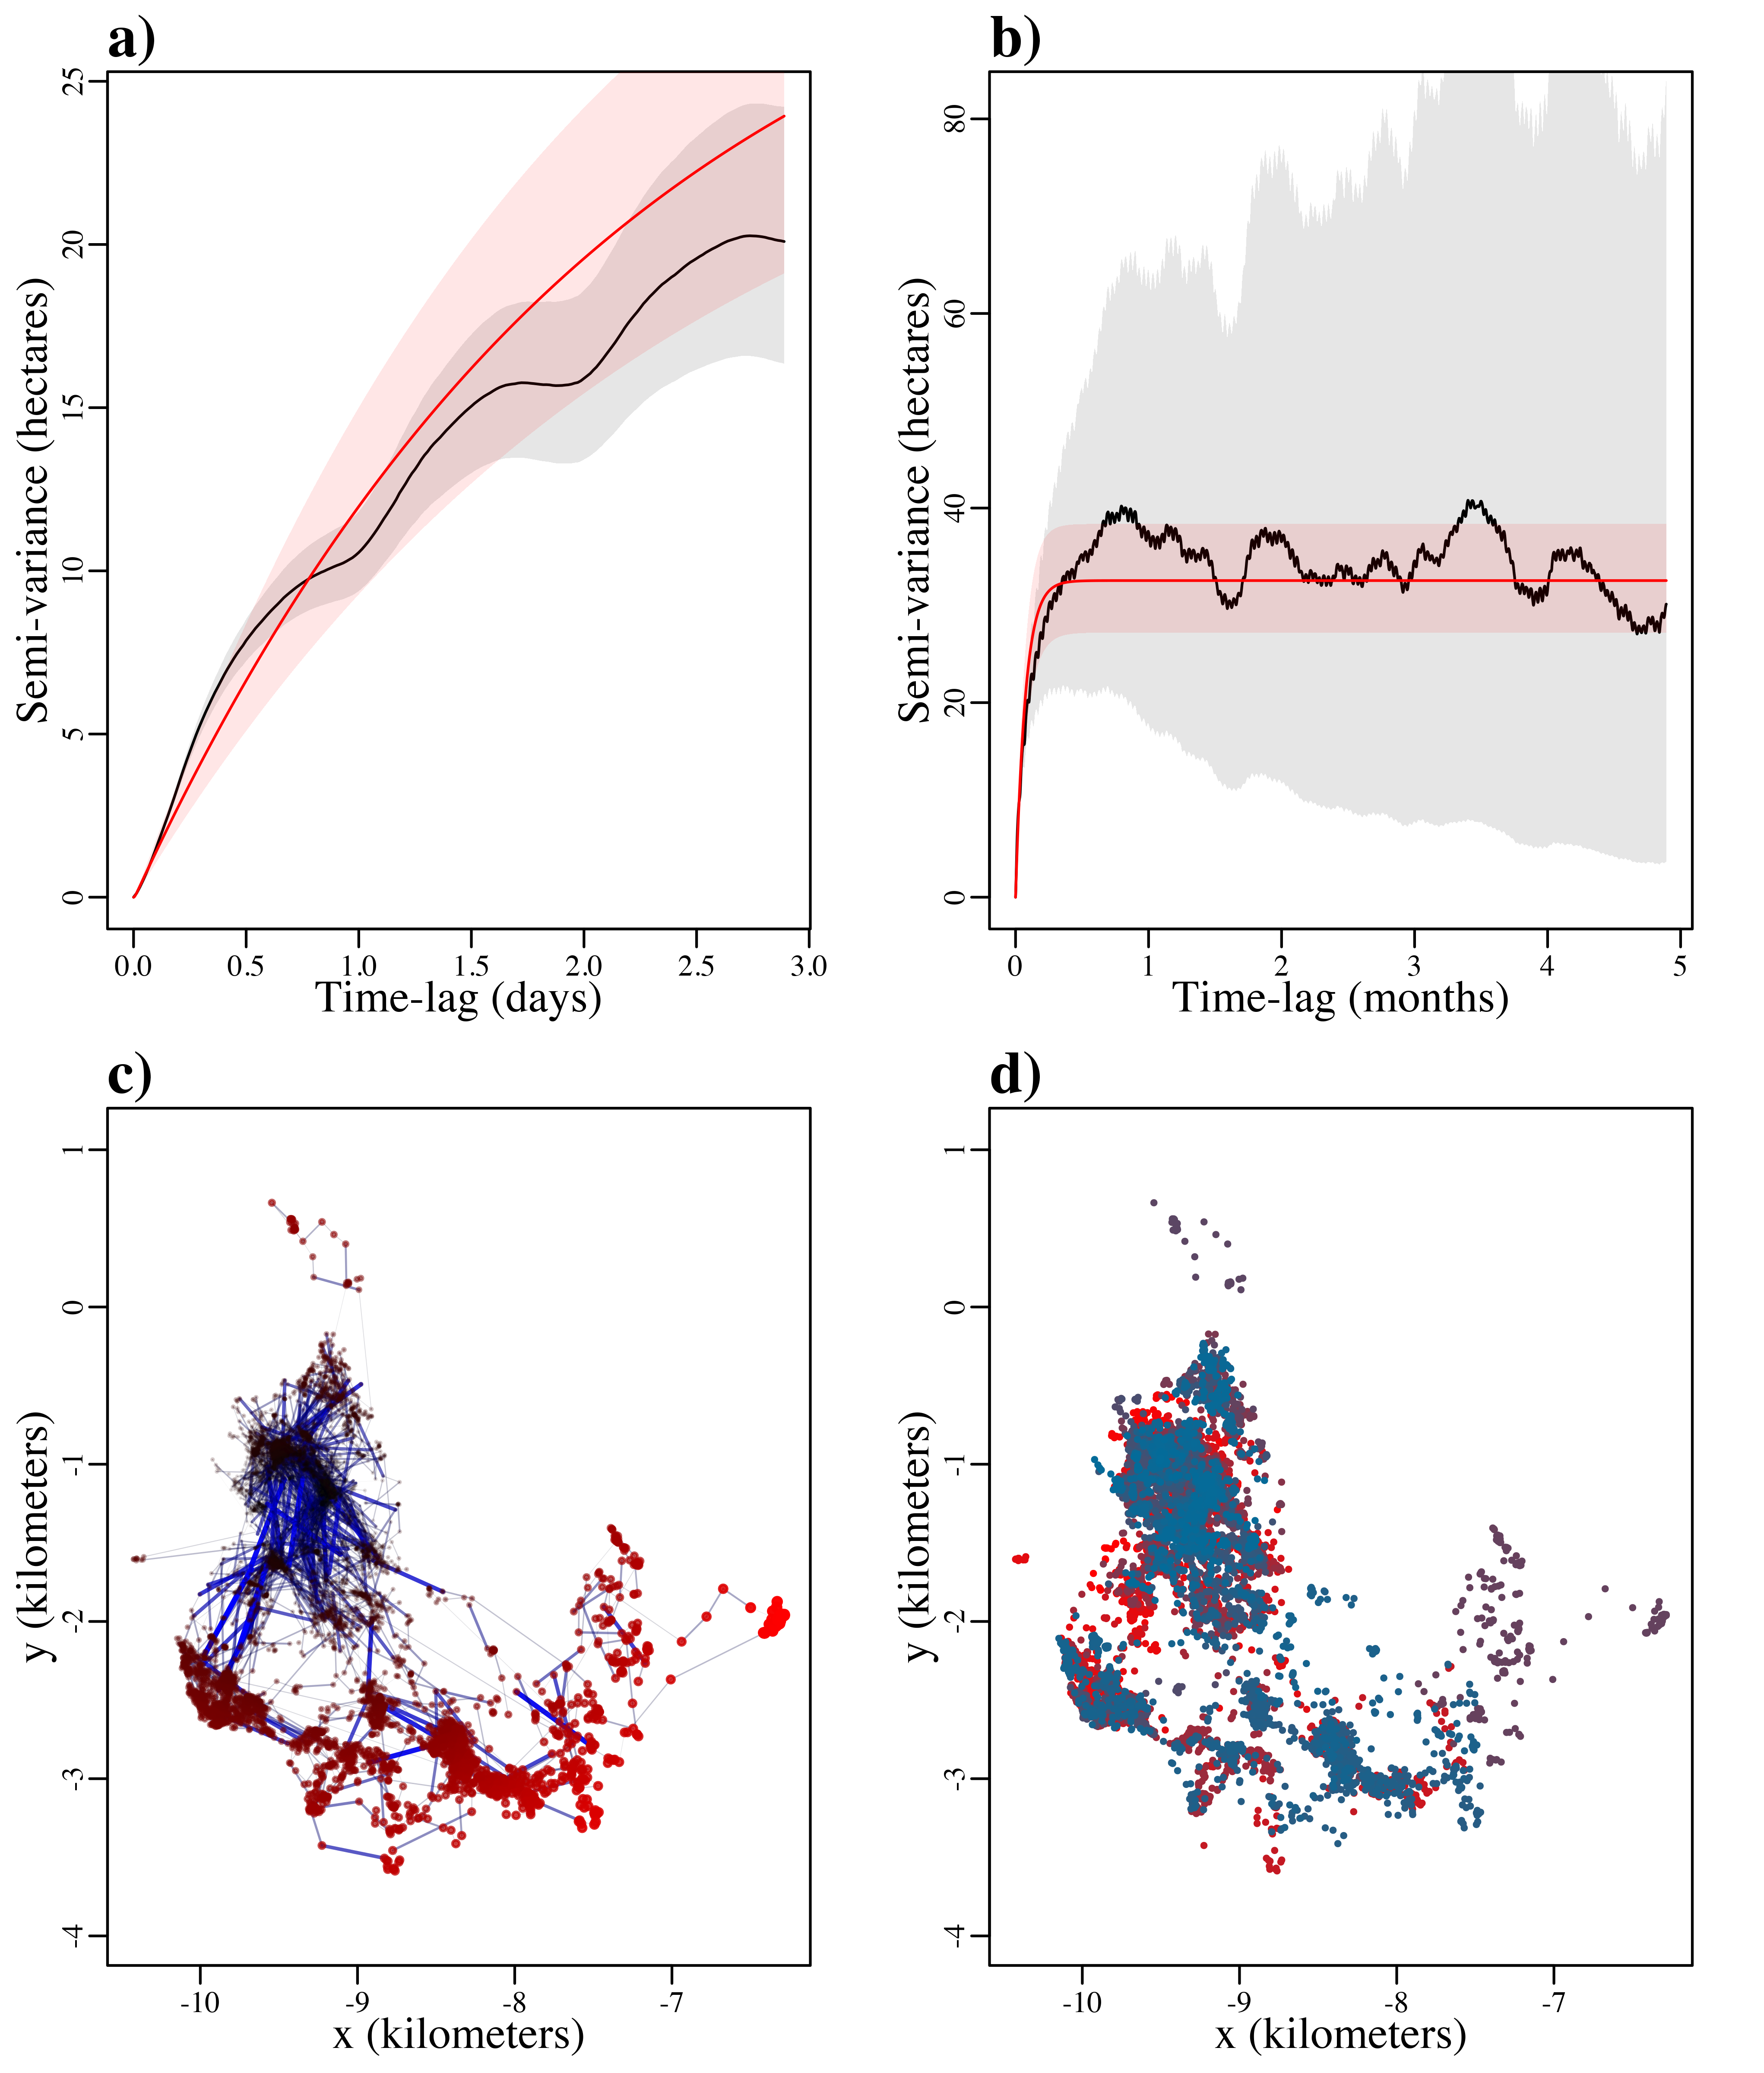 a)
Semi-variance (hectares)
0 5 10 15 20 25
0.0 0.5 1.0 1.5 2.0 2.5 3.0
Time-lag (days)
b)
Semi-variance (hectares)
0 20 40 60 80
0 1 2 3 4 5
Time-lag (months)
c)
y (kilometers)
-4 -3 -2 -1 0 1
-10 -9 -8 -7
x (kilometers)
d)
y (kilometers)
-4 -3 -2 -1 0 1
-10 -9 -8 -7
x (kilometers)